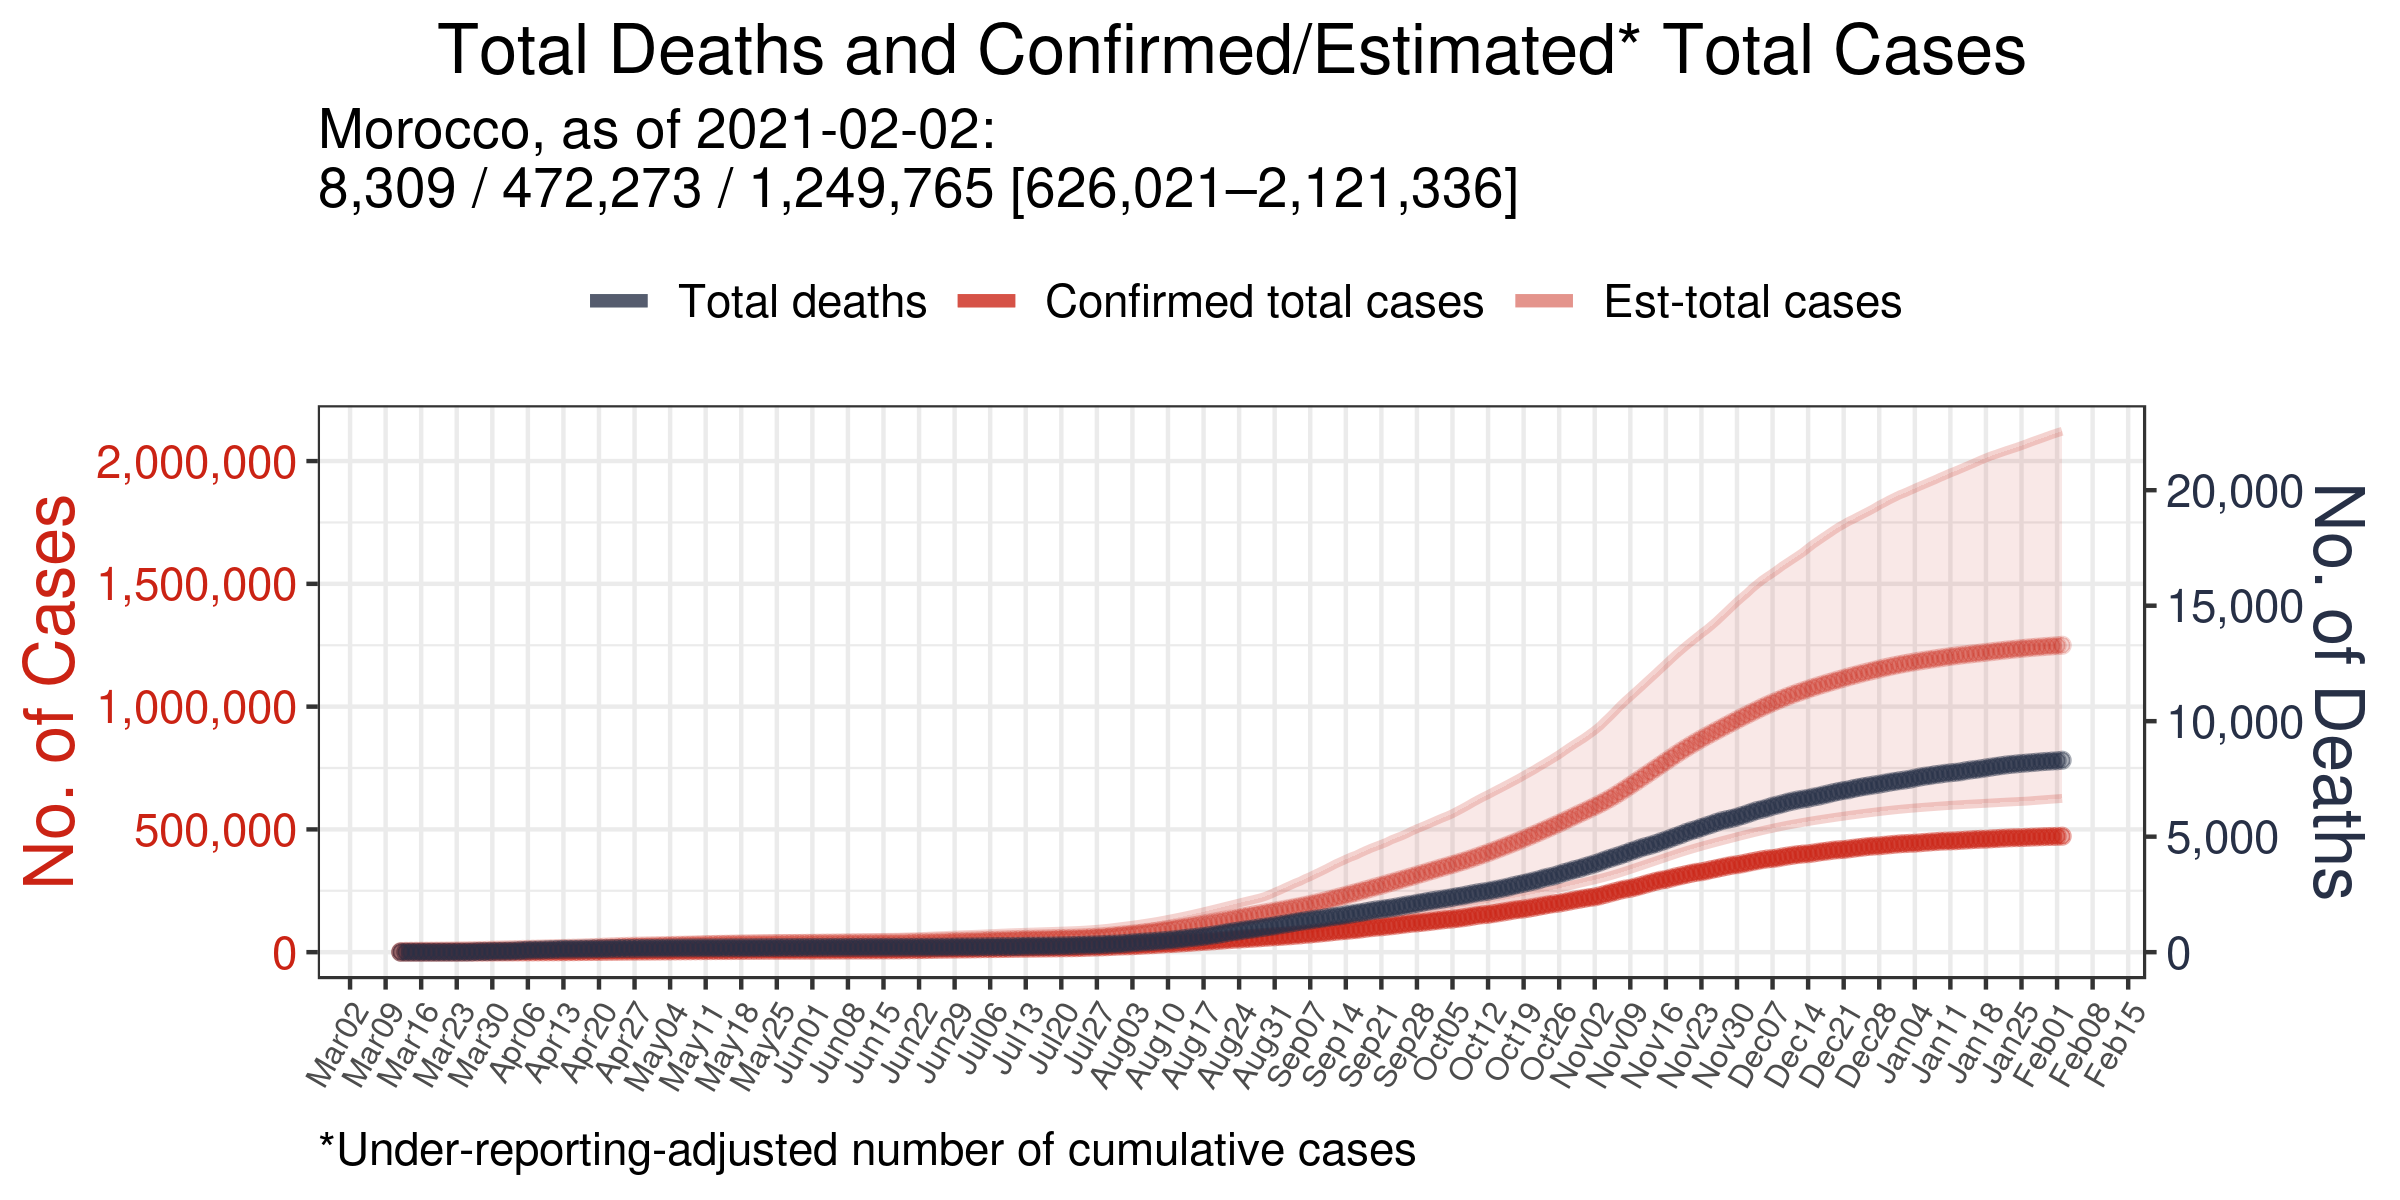 Total Deaths and Confirmed/Estimated* Total Cases
Morocco, as of 2021-02-02:
8,309 / 472,273 / 1,249,765 [626,021–2,121,336]
Total deaths
Confirmed total cases
Est-total cases
No. of Cases
2,000,000
1,500,000
1,000,000
500,000
0
20,000
15,000
10,000
5,000
0
No. of Deaths
Mar02
Mar09
Mar16
Mar23
Mar30
Apr06
Apr13
Apr20
Apr27
May04
May11
May18
May25
Jun01
Jun08
Jun15
Jun22
Jun29
Jul06
Jul13
Jul20
Jul27
Aug03
Aug10
Aug17
Aug24
Aug31
Sep07
Sep14
Sep21
Sep28
Oct05
Oct12
Oct19
Oct26
Nov02
Nov09
Nov16
Nov23
Nov30
Dec07
Dec14
Dec21
Dec28
Jan04
Jan11
Jan18
Jan25
Feb01
Feb08
Feb15
*Under-reporting-adjusted number of cumulative cases